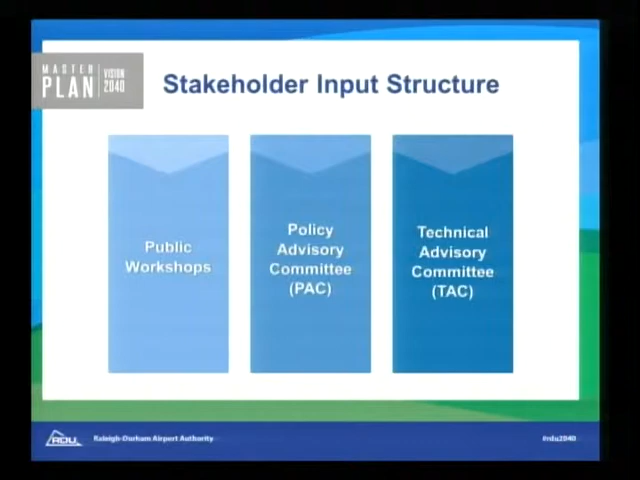 MASTER
PLAN
VISION
2040
Stakeholder Input Structure
Public
Workshops
Policy
Advisory
Committee
(PAC)
Technical
Advisory
Committee
(TAC)
RDU
Raleigh-Durham Airport Authority
#rdu2040